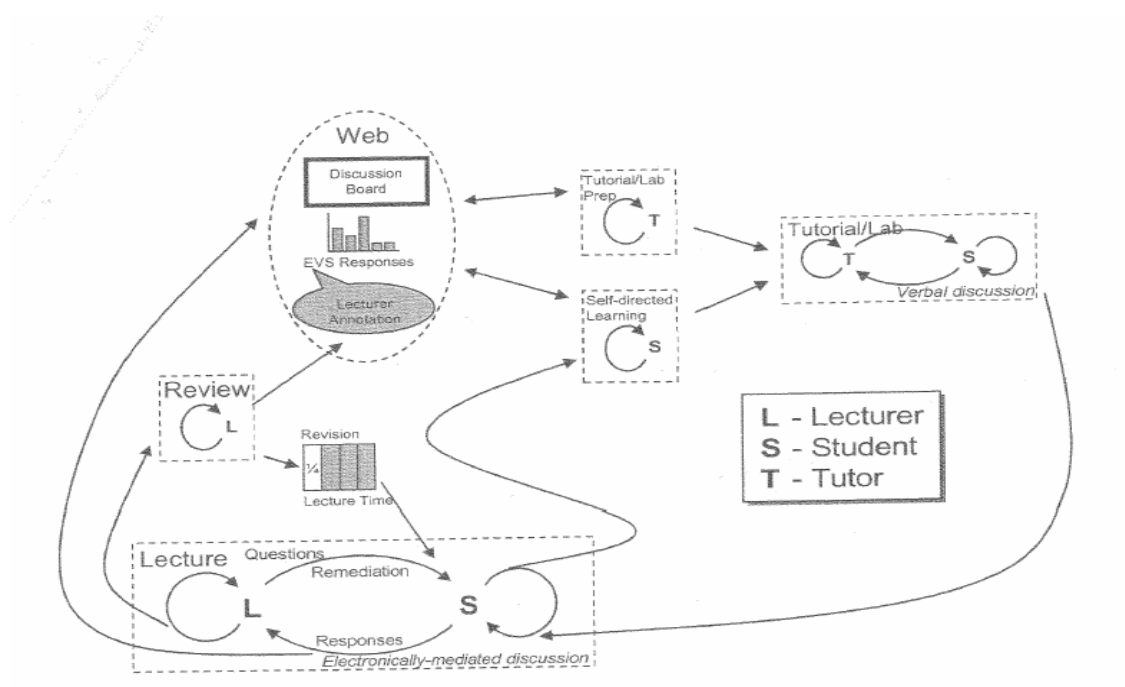 Web
Discussion
Board
EVS Responses
Lecturer
Annotation
Tutorial/Lab
Prep
T
Tutorial/Lab
T
S
Verbal discussion
Self-directed
Learning
S
Review
L
Revision
¼
Lecture Time
L - Lecturer
S - Student
T - Tutor
Lecture
Questions
Remediation
L
S
Responses
Electronically-mediated discussion